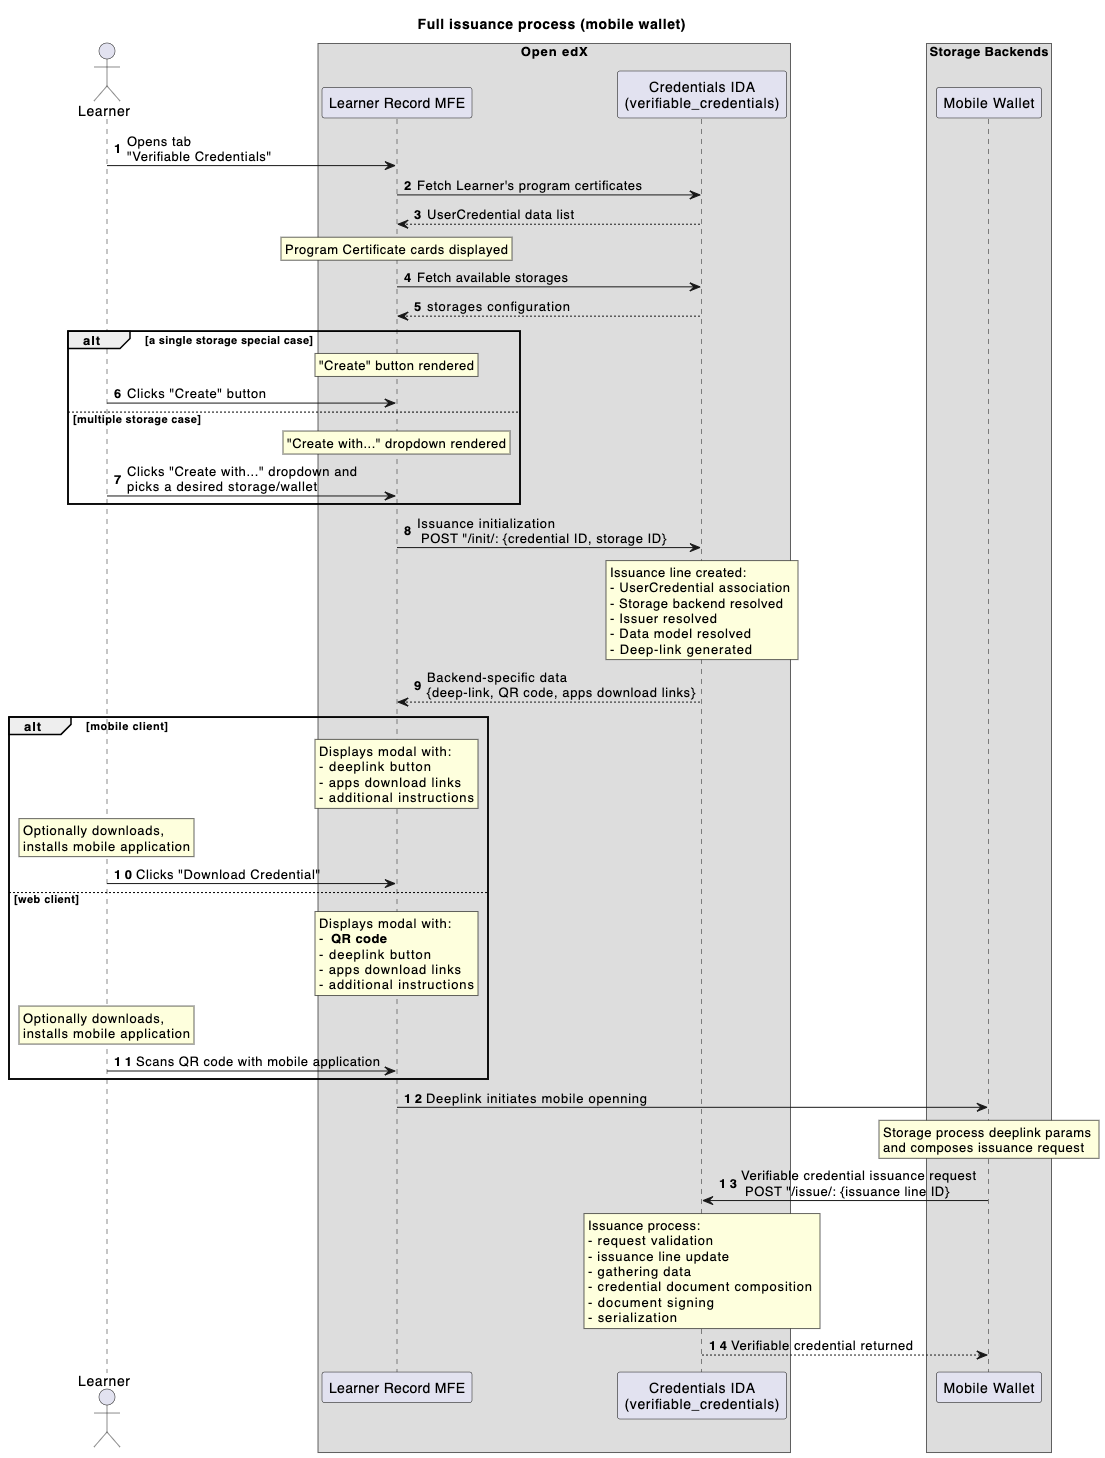 Full issuance process (mobile wallet)
Open edX
Storage Backends
Learner
Learner Record MFE
Credentials IDA
(verifiable_credentials)
Mobile Wallet
1 Opens tab
"Verifiable Credentials"
2 Fetch Learner's program certificates
3 UserCredential data list
Program Certificate cards displayed
4 Fetch available storages
5 storages configuration
alt [a single storage special case]
"Create" button rendered
6 Clicks "Create" button
[multiple storage case]
"Create with..." dropdown rendered
7 Clicks "Create with..." dropdown and
picks a desired storage/wallet
8 Issuance initialization
POST "/init/: {credential ID, storage ID}
Issuance line created:
- UserCredential association
- Storage backend resolved
- Issuer resolved
- Data model resolved
- Deep-link generated
9 Backend-specific data
{deep-link, QR code, apps download links}
alt [mobile client]
Displays modal with:
- deeplink button
- apps download links
- additional instructions
Optionally downloads,
installs mobile application
10 Clicks "Download Credential"
[web client]
Displays modal with:
- QR code
- deeplink button
- apps download links
- additional instructions
Optionally downloads,
installs mobile application
11 Scans QR code with mobile application
12 Deeplink initiates mobile openning
Storage process deeplink params
and composes issuance request
13 Verifiable credential issuance request
POST "/issue/: {issuance line ID}
Issuance process:
- request validation
- issuance line update
- gathering data
- credential document composition
- document signing
- serialization
14 Verifiable credential returned
Learner
Learner Record MFE
Credentials IDA
(verifiable_credentials)
Mobile Wallet